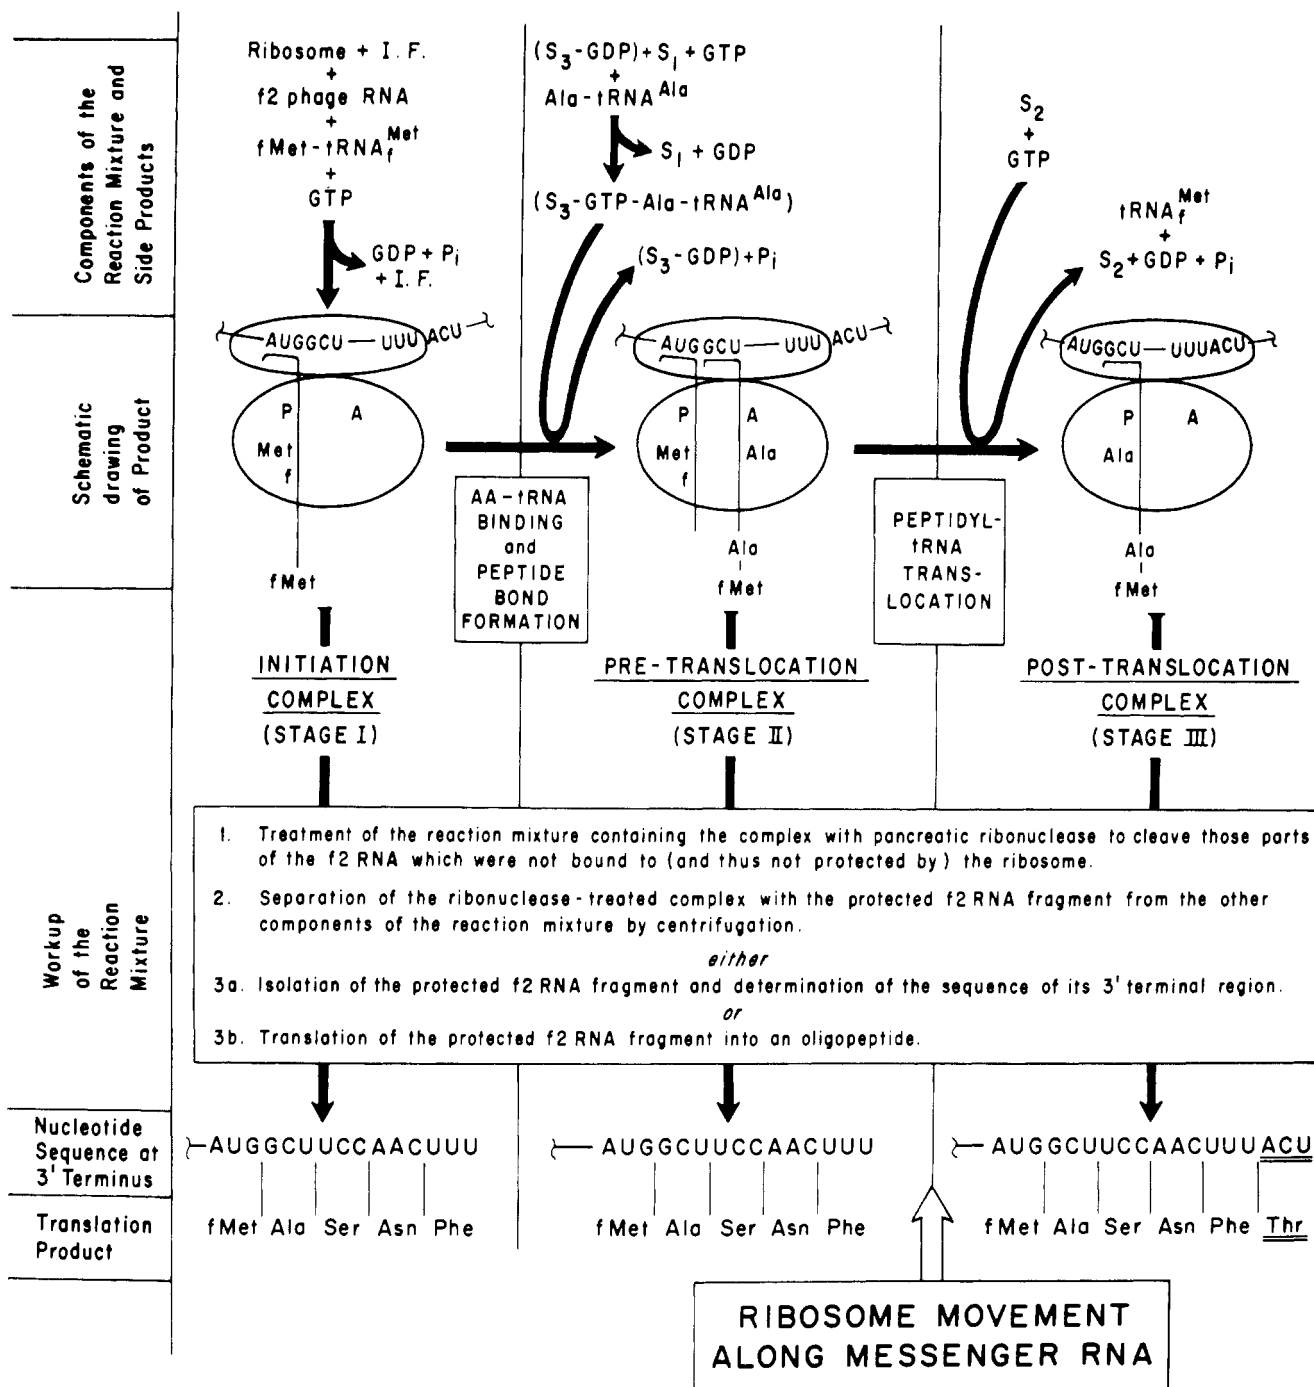 Components of the
Reaction Mixture and
Side Products
Ribosome + I. F.
+
f2 phage RNA
+
fMet-tRNA_f^Met
+
GTP
GDP + Pi
+ I.F.
(S3-GDP) + S1 + GTP
+
Ala-tRNA^Ala
S1 + GDP
(S3-GTP-Ala-tRNA^Ala)
(S3-GDP) + Pi
S2
+
GTP
tRNA_f^Met
+
S2 + GDP + Pi
Schematic
drawing
of Product
AUGGCU — UUU ACU
P A
Met
f
fMet
AUG GCU — UUU ACU
P A
Met Ala
f
Ala
fMet
AUGGCU — UUUACU
P A
Ala
Ala
fMet
AA-tRNA
BINDING
and
PEPTIDE
BOND
FORMATION
PEPTIDYL-
tRNA
TRANS-
LOCATION
INITIATION
COMPLEX
(STAGE I)
PRE-TRANSLOCATION
COMPLEX
(STAGE II)
POST-TRANSLOCATION
COMPLEX
(STAGE III)
Workup
of the
Reaction
Mixture
1. Treatment of the reaction mixture containing the complex with pancreatic ribonuclease to cleave those parts
of the f2 RNA which were not bound to (and thus not protected by) the ribosome.
2. Separation of the ribonuclease-treated complex with the protected f2 RNA fragment from the other
components of the reaction mixture by centrifugation.
either
3a. Isolation of the protected f2 RNA fragment and determination of the sequence of its 3' terminal region.
or
3b. Translation of the protected f2 RNA fragment into an oligopeptide.
Nucleotide
Sequence at
3' Terminus
AUGGCUUCCAACUUU
AUGGCUUCCAACUUU
AUGGCUUCCAACUUUACU
Translation
Product
fMet Ala Ser Asn Phe
fMet Ala Ser Asn Phe
fMet Ala Ser Asn Phe Thr
RIBOSOME MOVEMENT
ALONG MESSENGER RNA